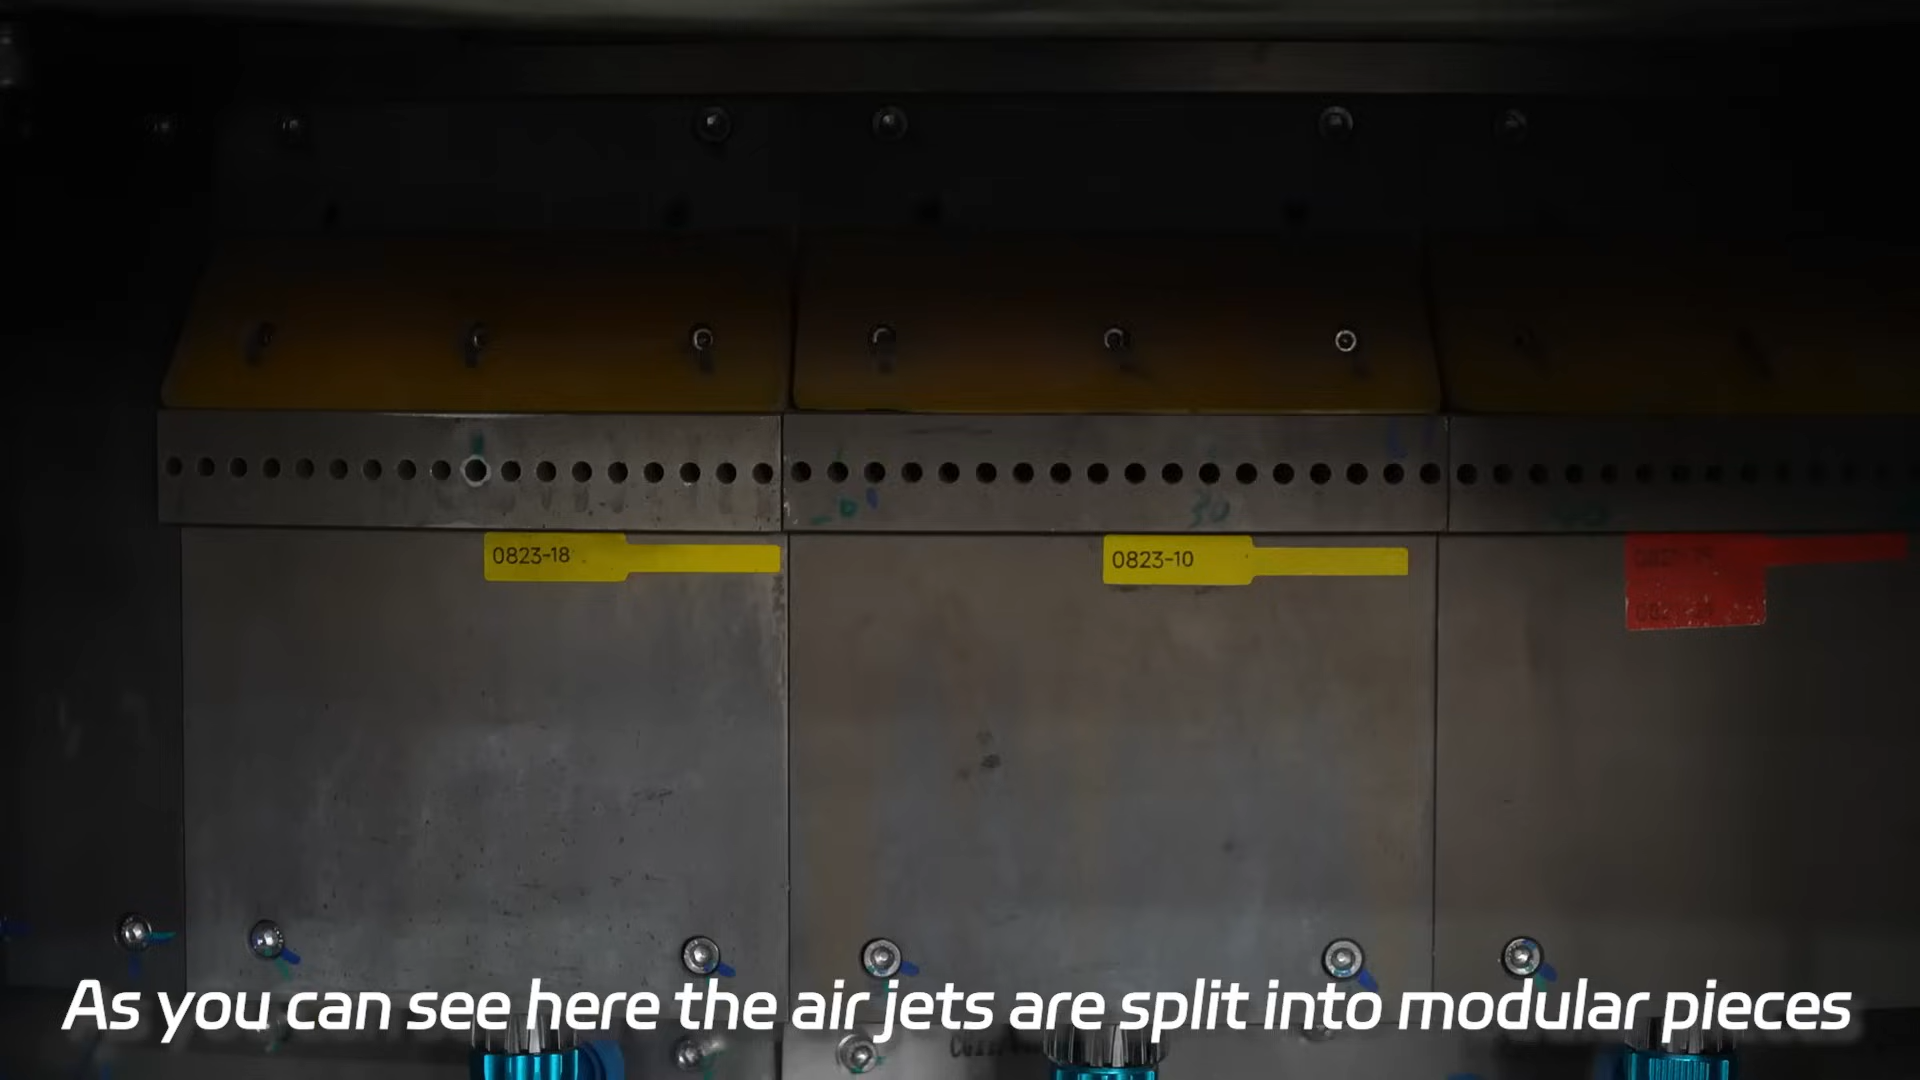 0823-18
0823-10
As you can see here the air jets are split into modular pieces